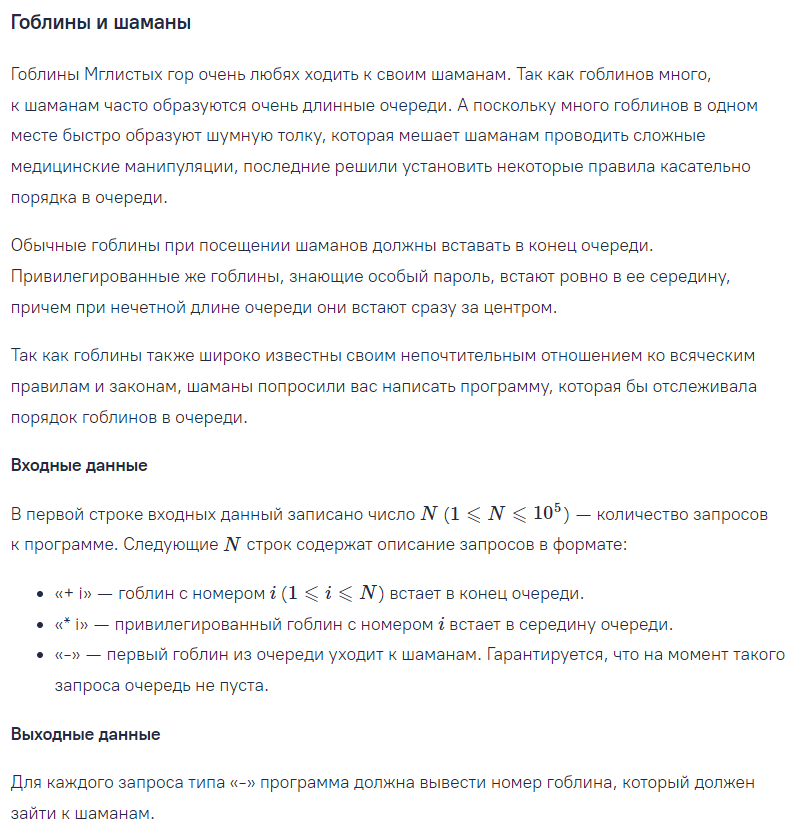 Гоблины и шаманы
Гоблины Мглистых гор очень любях ходить к своим шаманам. Так как гоблинов много,
к шаманам часто образуются очень длинные очереди. А поскольку много гоблинов в одном
месте быстро образуют шумную толку, которая мешает шаманам проводить сложные
медицинские манипуляции, последние решили установить некоторые правила касательно
порядка в очереди.
Обычные гоблины при посещении шаманов должны вставать в конец очереди.
Привилегированные же гоблины, знающие особый пароль, встают ровно в ее середину,
причем при нечетной длине очереди они встают сразу за центром.
Так как гоблины также широко известны своим непочтительным отношением ко всяческим
правилам и законам, шаманы попросили вас написать программу, которая бы отслеживала
порядок гоблинов в очереди.
Входные данные
В первой строке входных данный записано число N (1 ⩽ N ⩽ 10⁵) — количество запросов
к программе. Следующие N строк содержат описание запросов в формате:
• «+ i» — гоблин с номером i (1 ⩽ i ⩽ N) встает в конец очереди.
• «* i» — привилегированный гоблин с номером i встает в середину очереди.
• «-» — первый гоблин из очереди уходит к шаманам. Гарантируется, что на момент такого
запроса очередь не пуста.
Выходные данные
Для каждого запроса типа «-» программа должна вывести номер гоблина, который должен
зайти к шаманам.